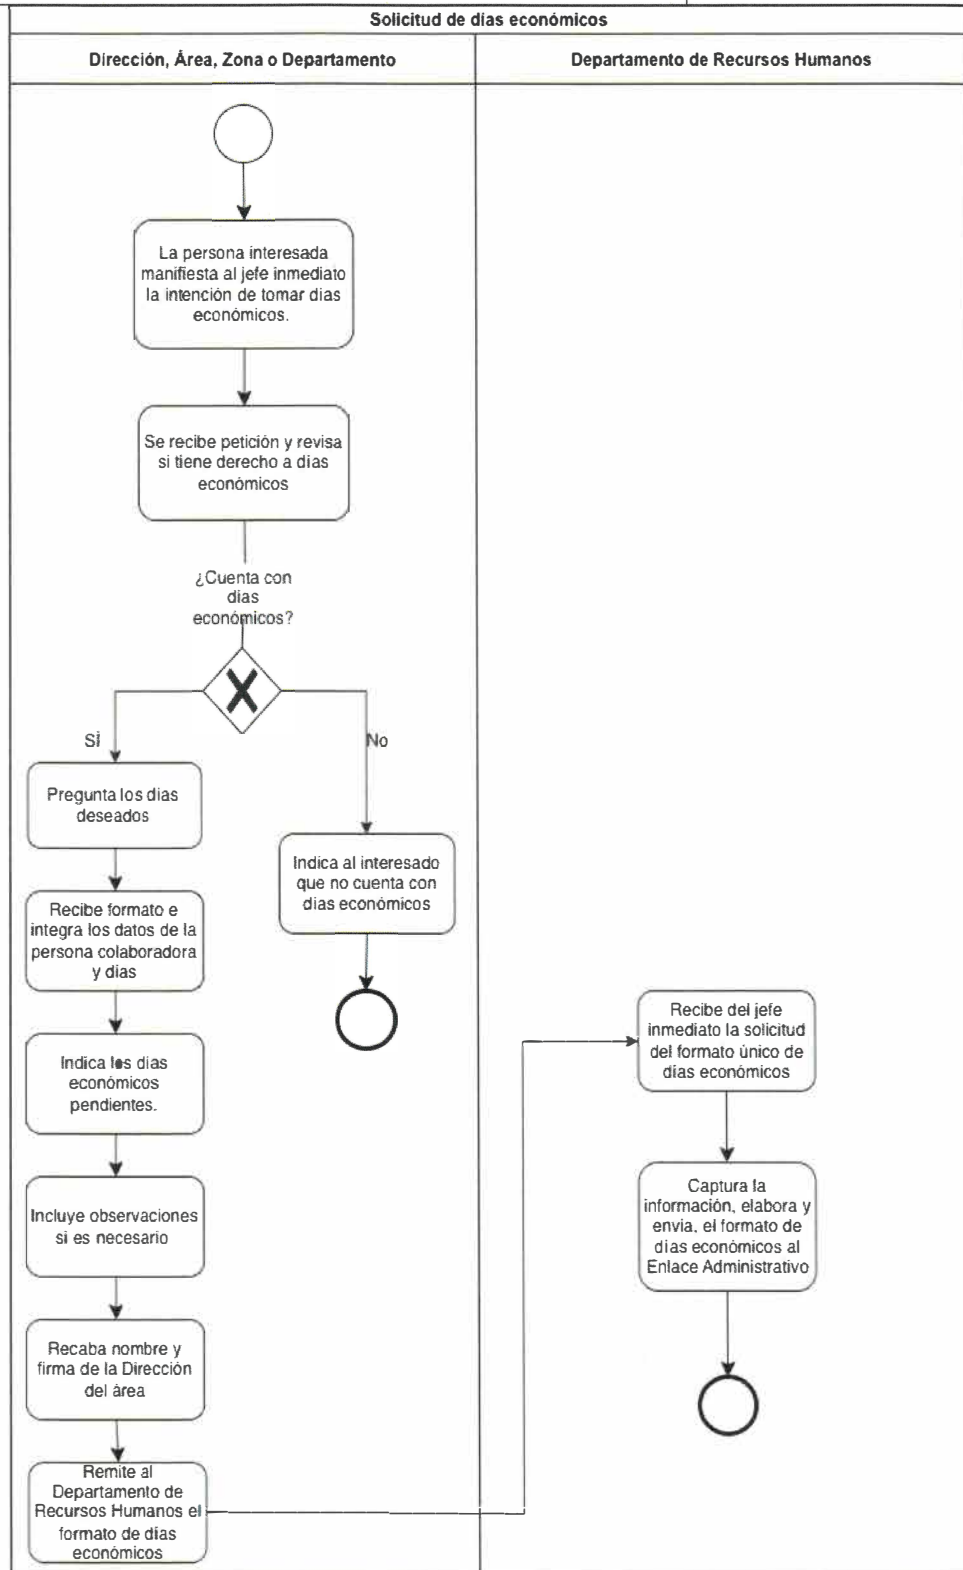 Solicitud de días económicos
Dirección, Área, Zona o Departamento
Departamento de Recursos Humanos
La persona interesada
manifiesta al jefe inmediato
la intención de tomar días
económicos.
Se recibe petición y revisa
si tiene derecho a días
económicos
¿Cuenta con
días
económicos?
SÍ
No
Pregunta los días
deseados
Indica al interesado
que no cuenta con
días económicos
Recibe formato e
integra los datos de la
persona colaboradora
y días
Indica los días
económicos
pendientes.
Incluye observaciones
si es necesario
Recaba nombre y
firma de la Dirección
del área
Remite al
Departamento de
Recursos Humanos el
formato de días
económicos
Recibe del jefe
inmediato la solicitud
del formato único de
días económicos
Captura la
información, elabora y
envía, el formato de
días económicos al
Enlace Administrativo